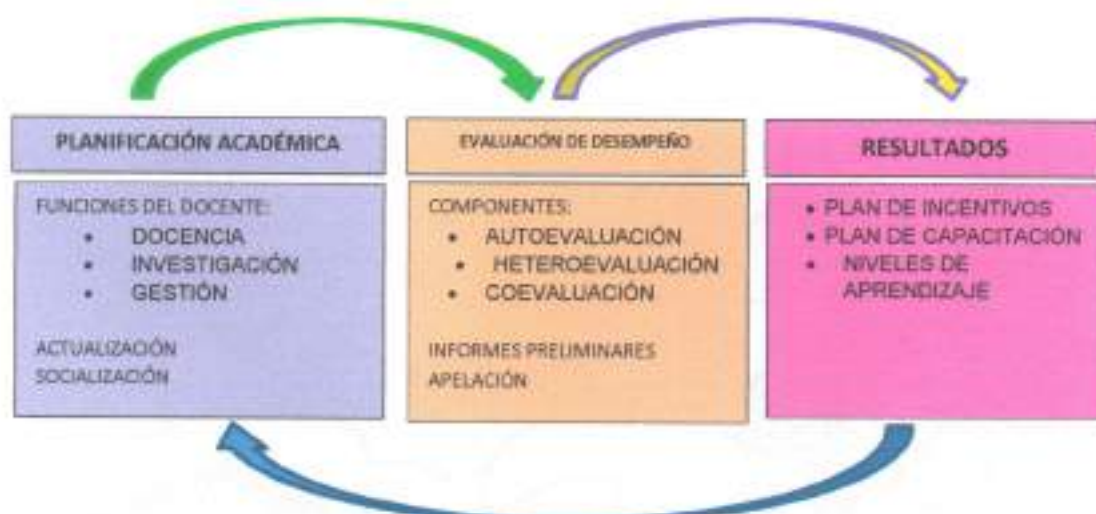 PLANIFICACIÓN ACADÉMICA
FUNCIONES DEL DOCENTE:
• DOCENCIA
• INVESTIGACIÓN
• GESTIÓN
ACTUALIZACIÓN
SOCIALIZACIÓN
EVALUACIÓN DE DESEMPEÑO
COMPONENTES:
• AUTOEVALUACIÓN
• HETEROEVALUACIÓN
• COEVALUACIÓN
INFORMES PRELIMINARES
APELACIÓN
RESULTADOS
• PLAN DE INCENTIVOS
• PLAN DE CAPACITACIÓN
• NIVELES DE
APRENDIZAJE